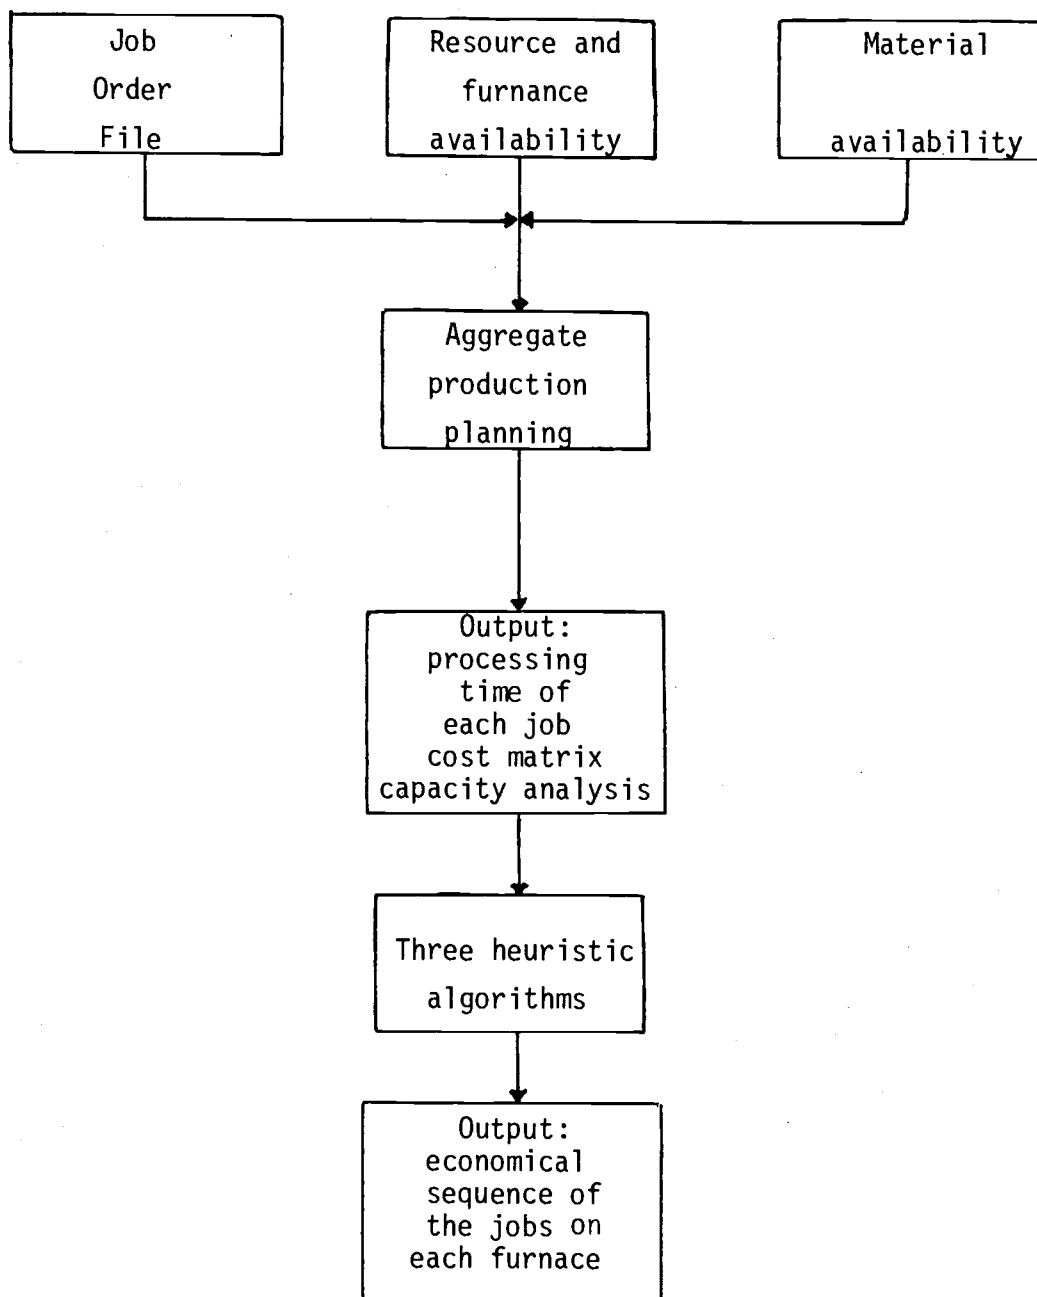 Job
Order
File
Resource and
furnance
availability
Material
availability
Aggregate
production
planning
Output:
processing
time of
each job
cost matrix
capacity analysis
Three heuristic
algorithms
Output:
economical
sequence of
the jobs on
each furnace